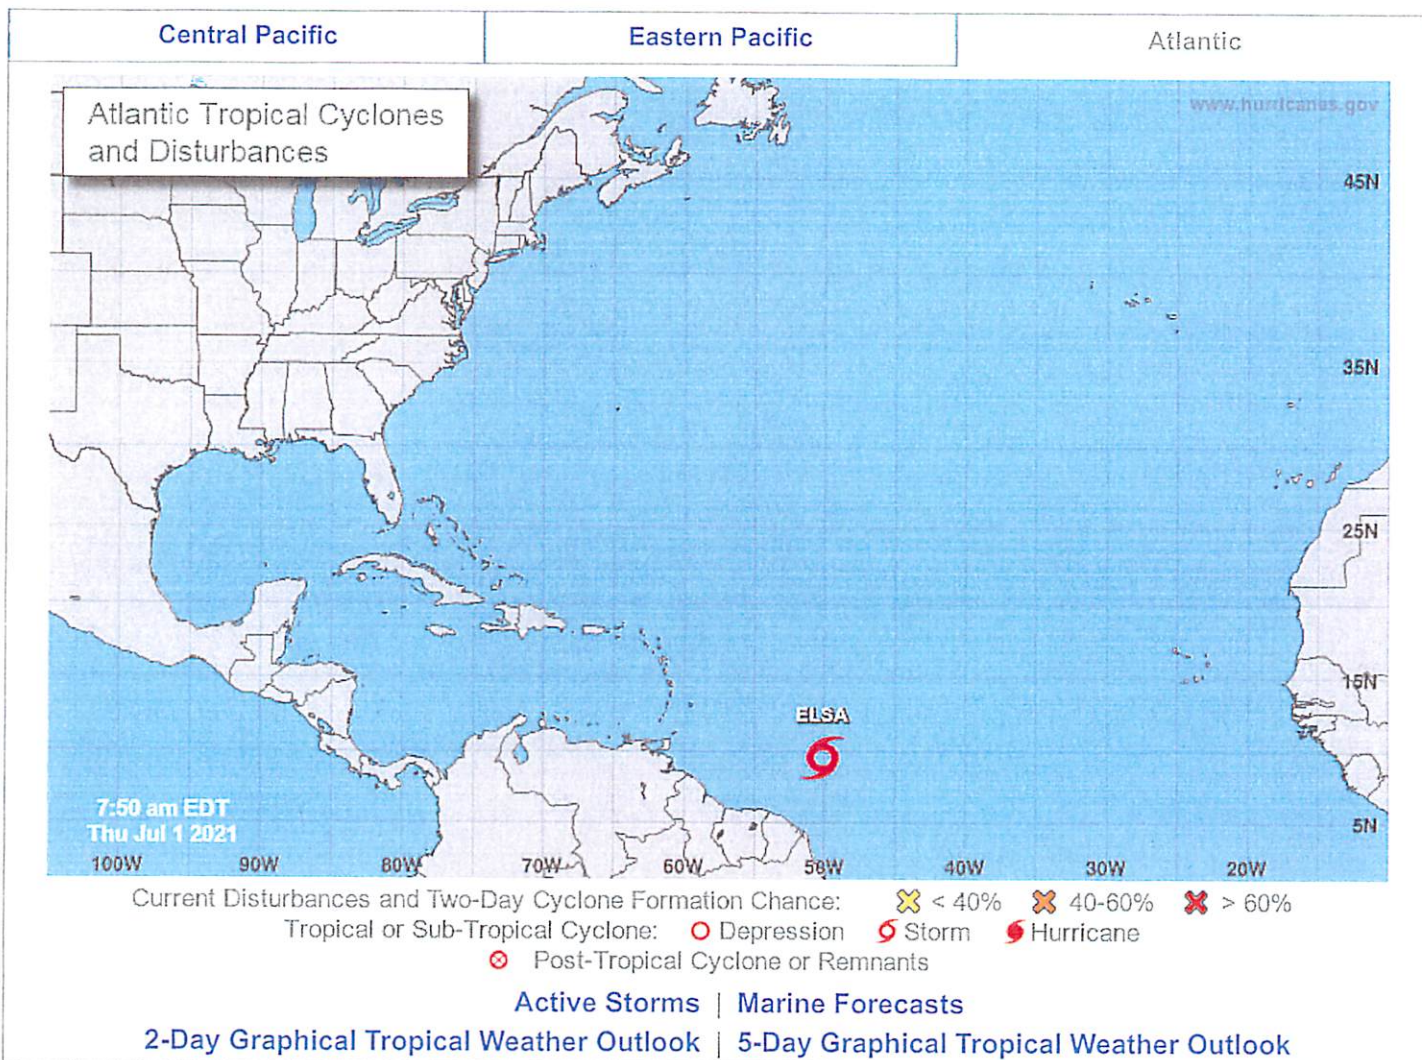 Central Pacific
Eastern Pacific
Atlantic
Atlantic Tropical Cyclones
and Disturbances
www.hurricanes.gov
45N
35N
25N
15N
ELSA
7:50 am EDT
Thu Jul 1 2021
5N
100W
90W
80W
70W
60W
50W
40W
30W
20W
Current Disturbances and Two-Day Cyclone Formation Chance: < 40% 40-60% > 60%
Tropical or Sub-Tropical Cyclone: Depression Storm Hurricane
Post-Tropical Cyclone or Remnants
Active Storms | Marine Forecasts
2-Day Graphical Tropical Weather Outlook | 5-Day Graphical Tropical Weather Outlook